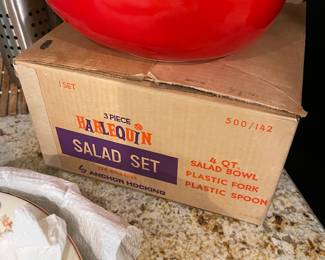 1 SET
3 PIECE
HARLEQUIN
500/142
SALAD SET
by ANCHOR HOCKING
4 QT.
SALAD BOWL
PLASTIC FORK
PLASTIC SPOON